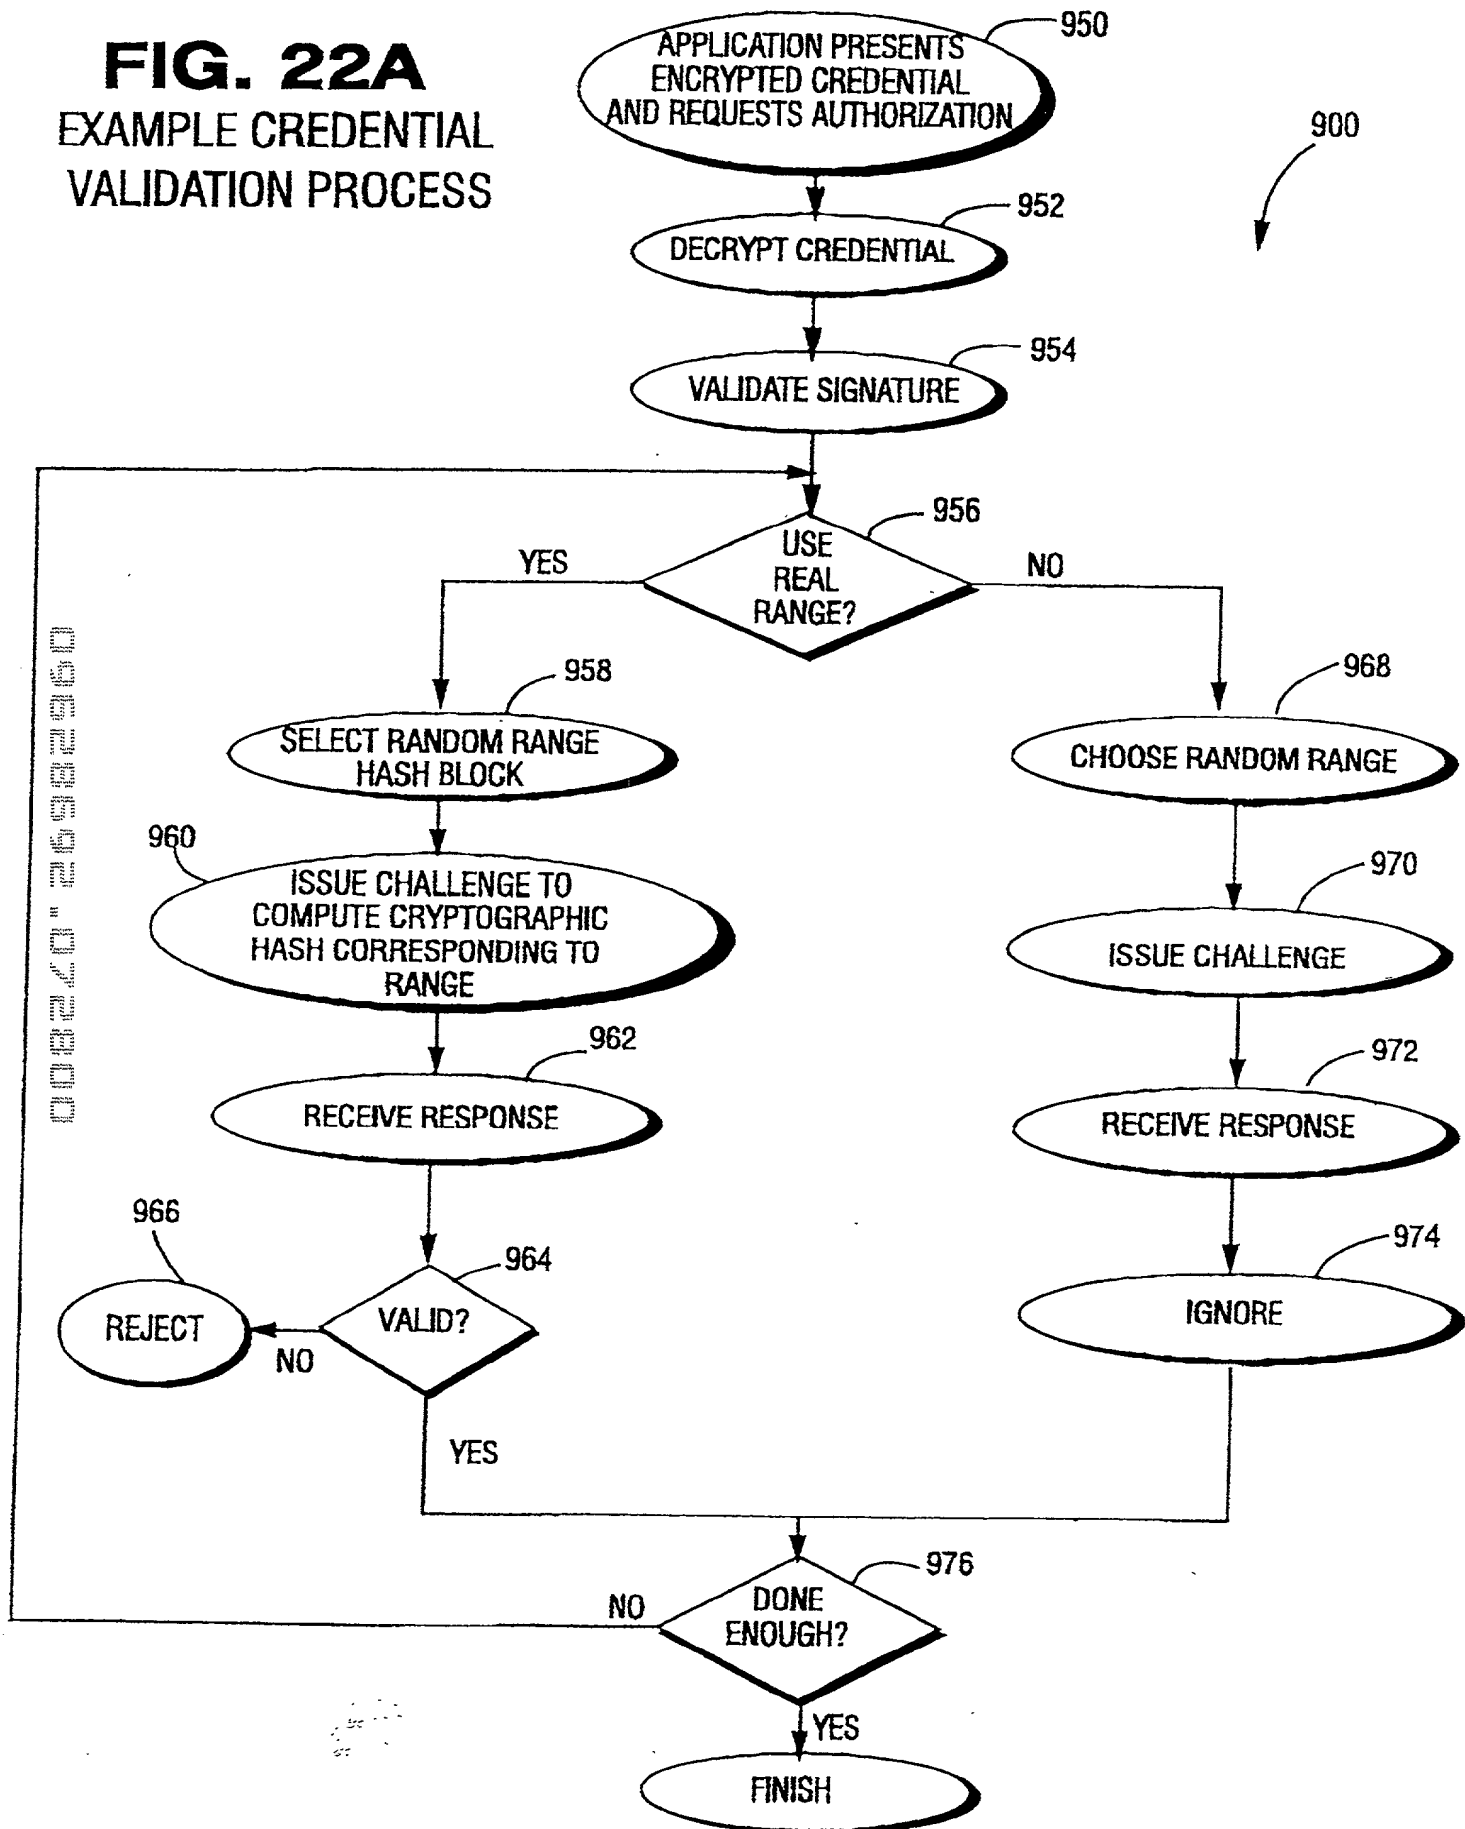 FIG. 22A
EXAMPLE CREDENTIAL
VALIDATION PROCESS
APPLICATION PRESENTS
ENCRYPTED CREDENTIAL
AND REQUESTS AUTHORIZATION
950
900
DECRYPT CREDENTIAL
952
VALIDATE SIGNATURE
954
USE
REAL
RANGE?
956
YES
NO
SELECT RANDOM RANGE
HASH BLOCK
958
CHOOSE RANDOM RANGE
968
960
ISSUE CHALLENGE TO
COMPUTE CRYPTOGRAPHIC
HASH CORRESPONDING TO
RANGE
ISSUE CHALLENGE
970
RECEIVE RESPONSE
962
RECEIVE RESPONSE
972
966
REJECT
NO
VALID?
964
YES
IGNORE
974
DONE
ENOUGH?
976
NO
YES
FINISH
09628692.072800